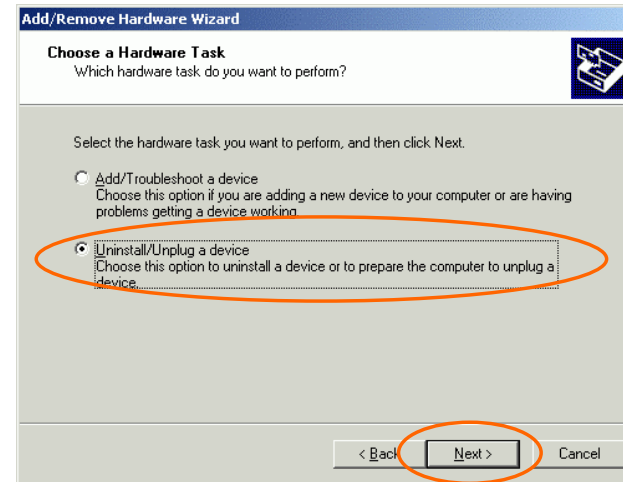 Add/Remove Hardware Wizard
Choose a Hardware Task
Which hardware task do you want to perform?
Select the hardware task you want to perform, and then click Next.
Add/Troubleshoot a device
Choose this option if you are adding a new device to your computer or are having
problems getting a device working.
Uninstall/Unplug a device
Choose this option to uninstall a device or to prepare the computer to unplug a
device.
< Back Next > Cancel